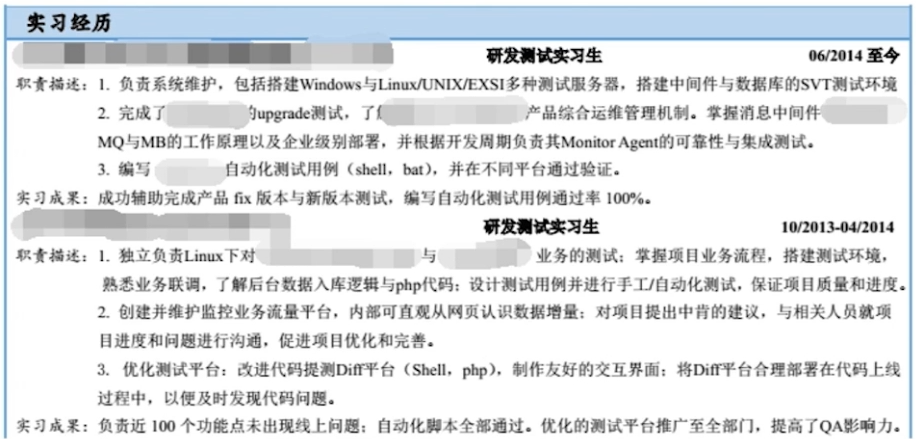 实习经历
研发测试实习生 06/2014 至今
职责描述：1. 负责系统维护，包括搭建Windows与Linux/UNIX/EXSI多种测试服务器，搭建中间件与数据库的SVT测试环境
2. 完成了 的upgrade测试，了解 产品综合运维管理机制。掌握消息中间件
MQ与MB的工作原理以及企业级别部署，并根据开发周期负责其Monitor Agent的可靠性与集成测试。
3. 编写 自动化测试用例（shell，bat），并在不同平台通过验证。
实习成果：成功辅助完成产品 fix 版本与新版本测试，编写自动化测试用例通过率 100%。
研发测试实习生 10/2013-04/2014
职责描述：1. 独立负责Linux下对 与 业务的测试；掌握项目业务流程，搭建测试环境，
熟悉业务联调，了解后台数据入库逻辑与php代码；设计测试用例并进行手工/自动化测试，保证项目质量和进度。
2. 创建并维护监控业务流量平台，内部可直观从网页认识数据增量；对项目提出中肯的建议，与相关人员就项
目进度和问题进行沟通，促进项目优化和完善。
3. 优化测试平台：改进代码提测Diff平台（Shell，php），制作友好的交互界面；将Diff平台合理部署在代码上线
过程中，以便及时发现代码问题。
实习成果：负责近 100 个功能点未出现线上问题；自动化脚本全部通过。优化的测试平台推广至全部门，提高了QA影响力。